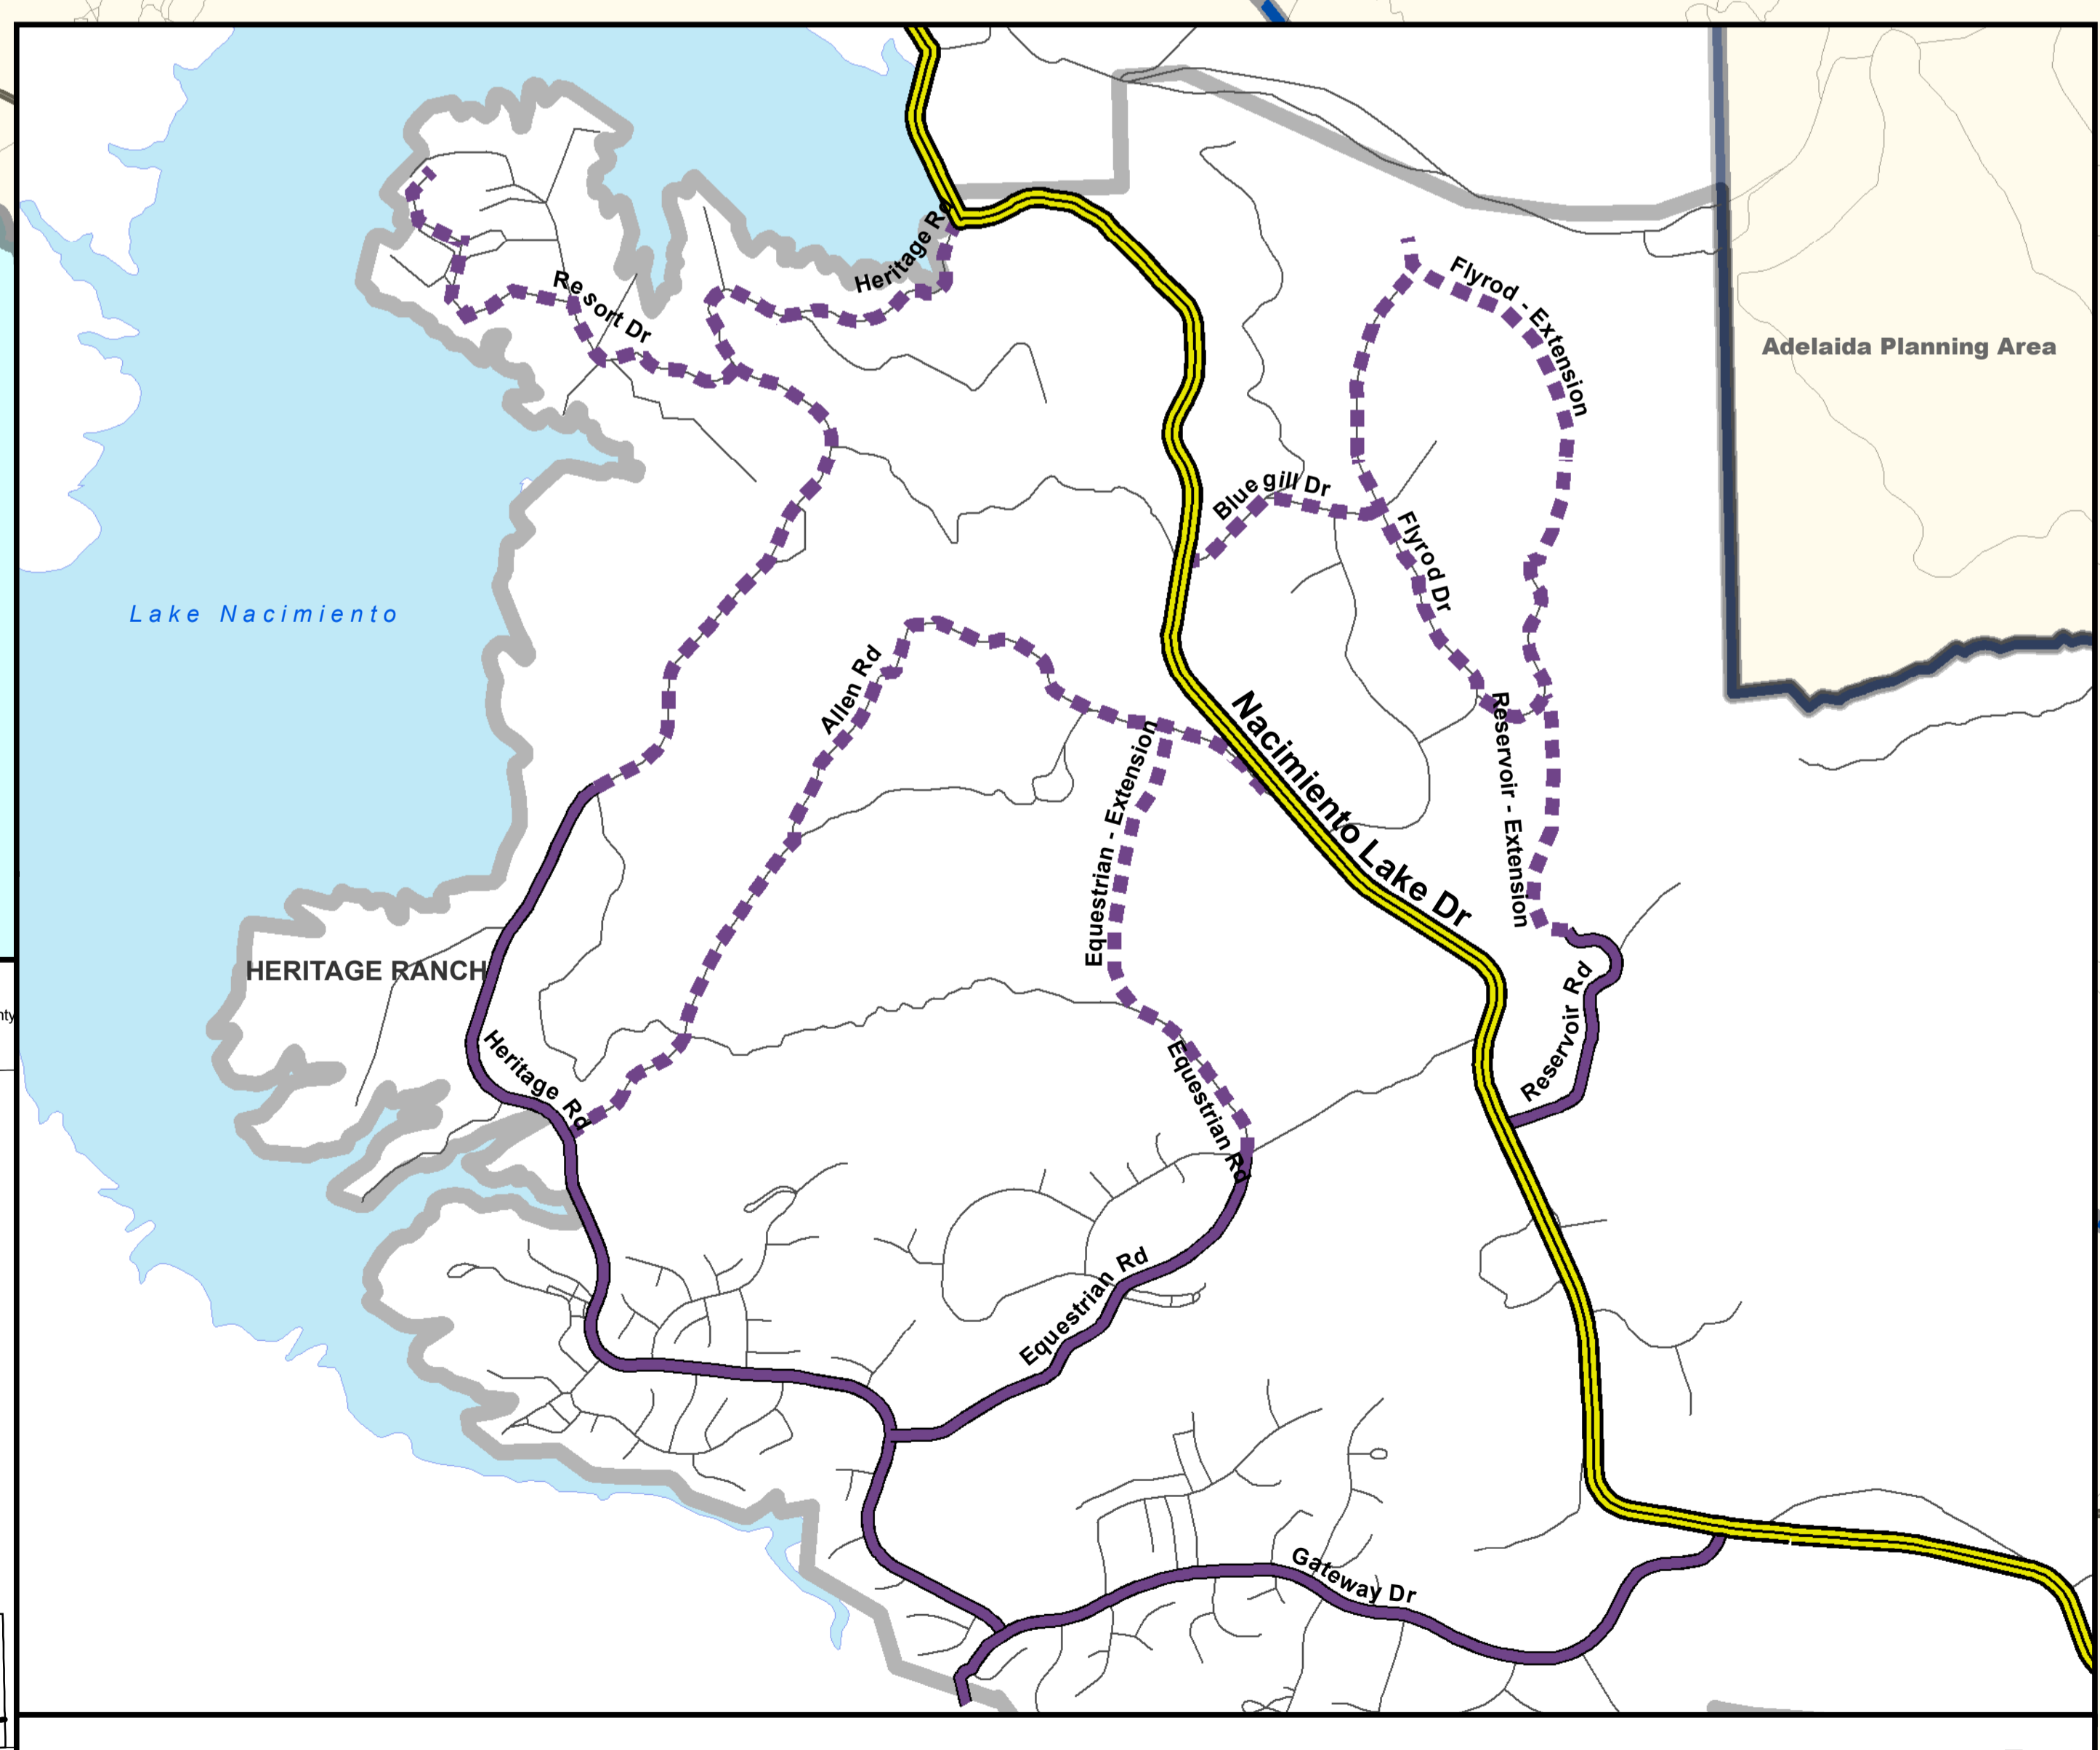 Heritage Rd
Resort Dr
Flyrod - Extension
Adelaida Planning Area
Blue gill Dr
Flyrod Dr
Lake Nacimiento
Allen Rd
Nacimiento Lake Dr
Reservoir - Extension
Equestrian - Extension
HERITAGE RANCH
Reservoir Rd
Heritage Rd
Equestrian Rd
Equestrian Rd
Gateway Dr